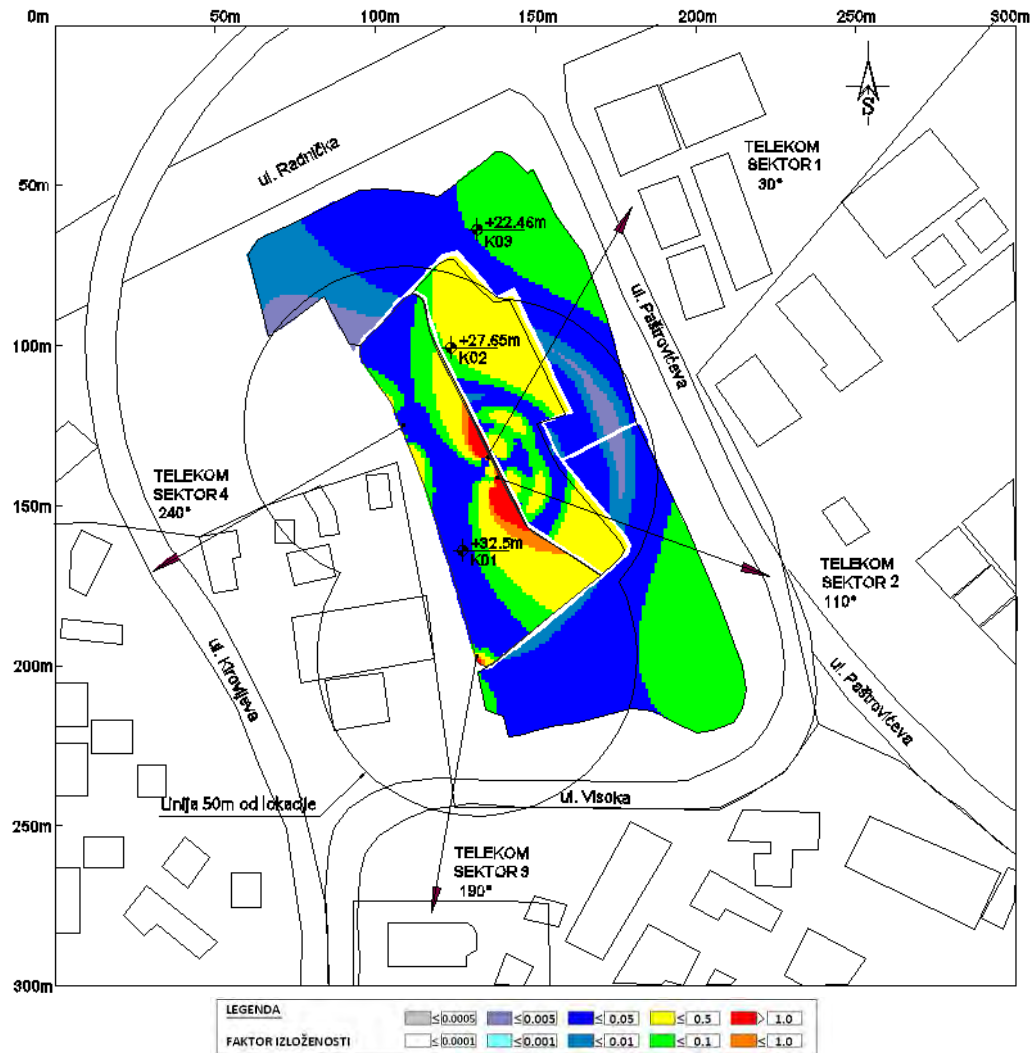 0m 50m 100m 150m 200m 250m 300m
S
ul. Radnička
TELEKOM
SEKTOR 1
30°
50m
+22.46m
K03
ul. Paštrovićeva
100m
+27.65m
K02
150m
TELEKOM
SEKTOR 4
240°
+32.5m
K01
TELEKOM
SEKTOR 2
110°
200m
ul. Kirovljeva
ul. Paštrovićeva
250m
Unija 50m od lokacije
ul. Visoka
TELEKOM
SEKTOR 3
190°
300m
LEGENDA
≤ 0.0005 ≤ 0.005 ≤ 0.05 ≤ 0.5 > 1.0
FAKTOR IZLOŽENOSTI ≤ 0.0001 ≤ 0.001 ≤ 0.01 ≤ 0.1 ≤ 1.0